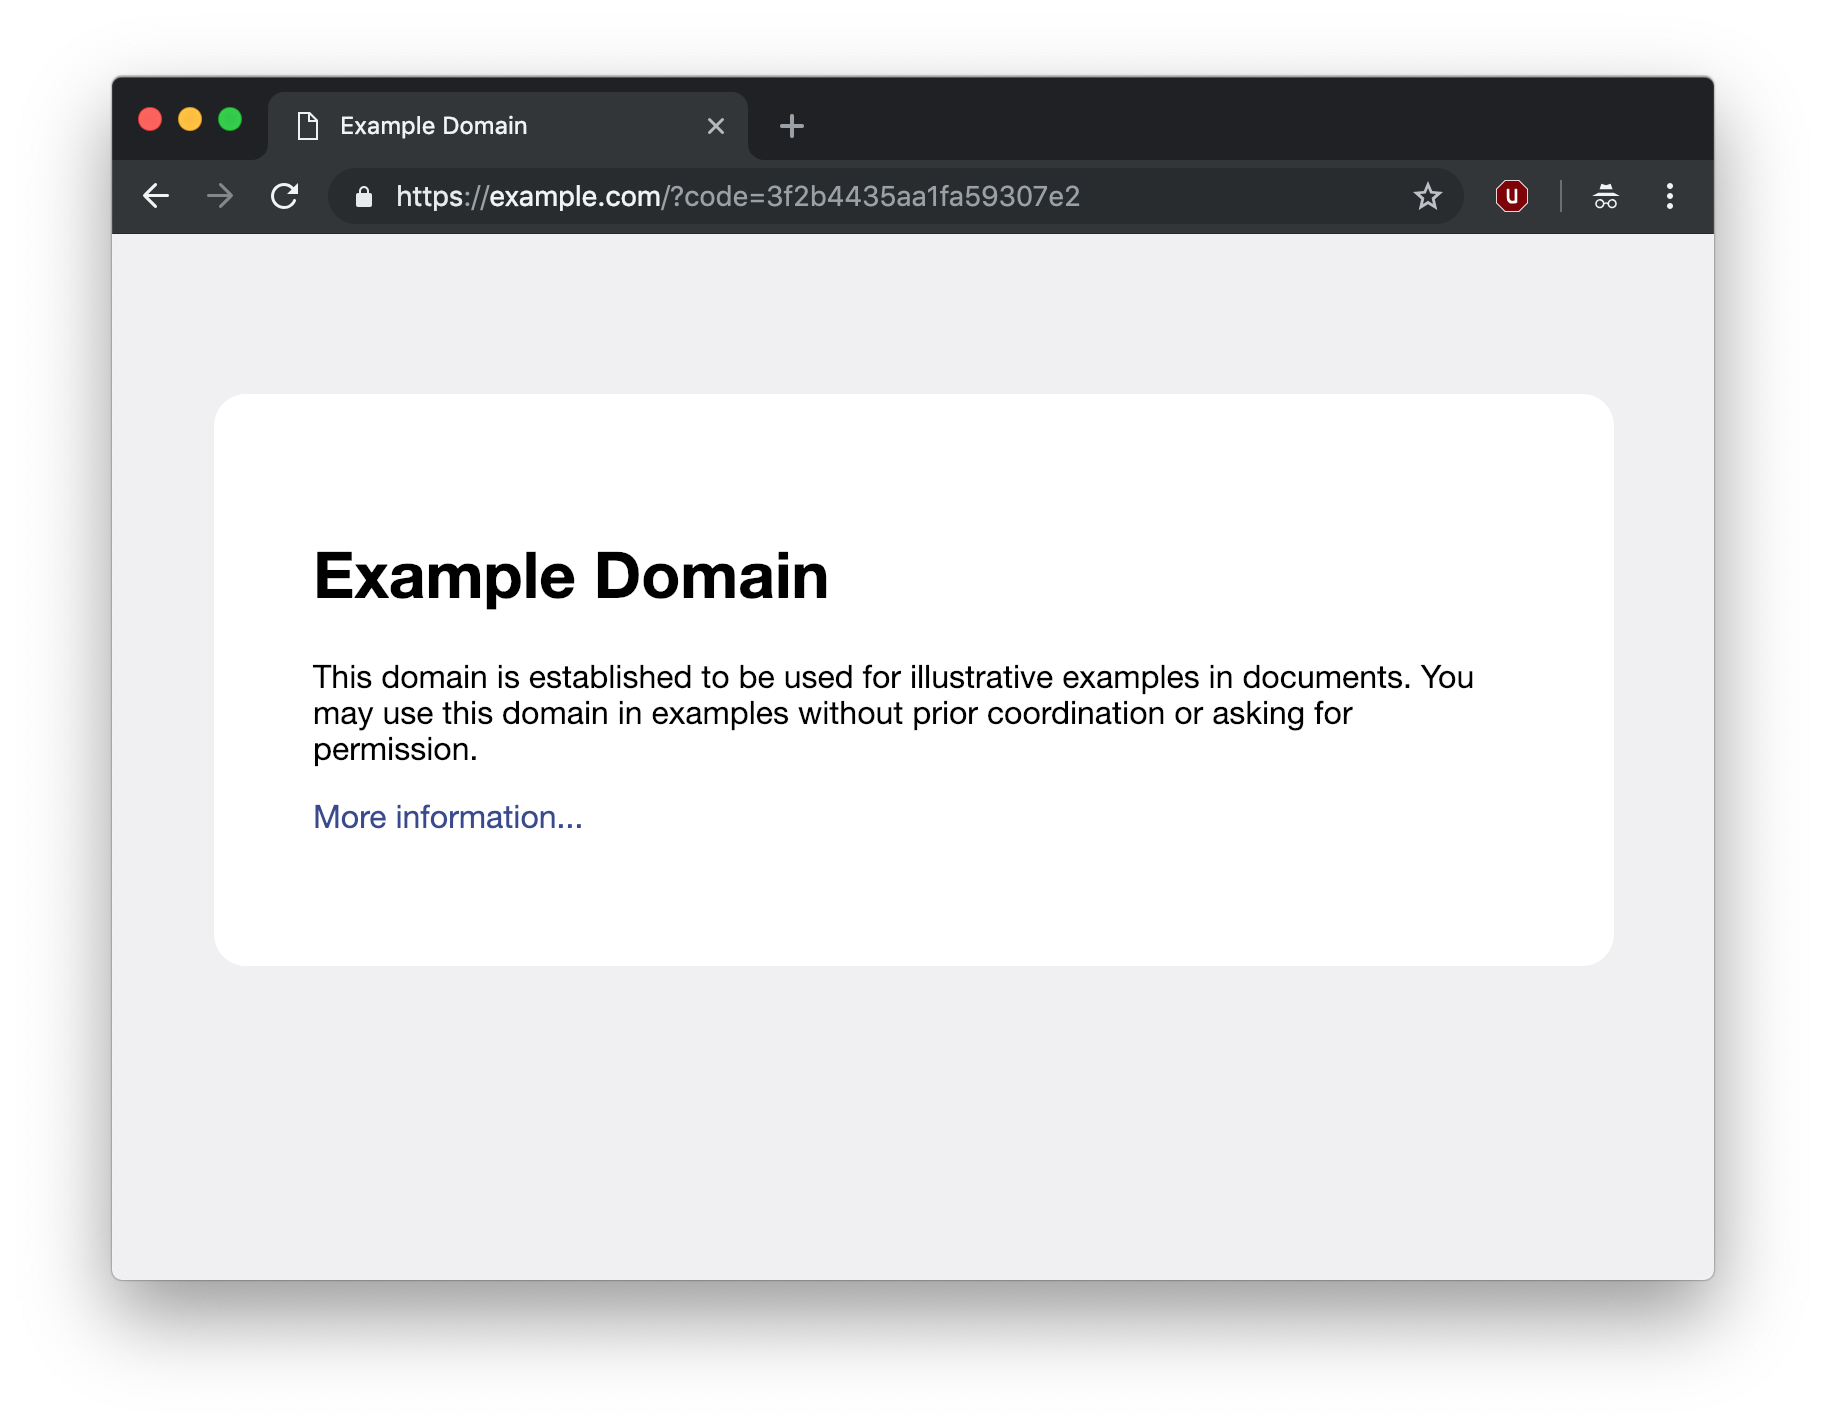 Example Domain
https://example.com/?code=3f2b4435aa1fa59307e2
U
Example Domain
This domain is established to be used for illustrative examples in documents. You
may use this domain in examples without prior coordination or asking for
permission.
More information...